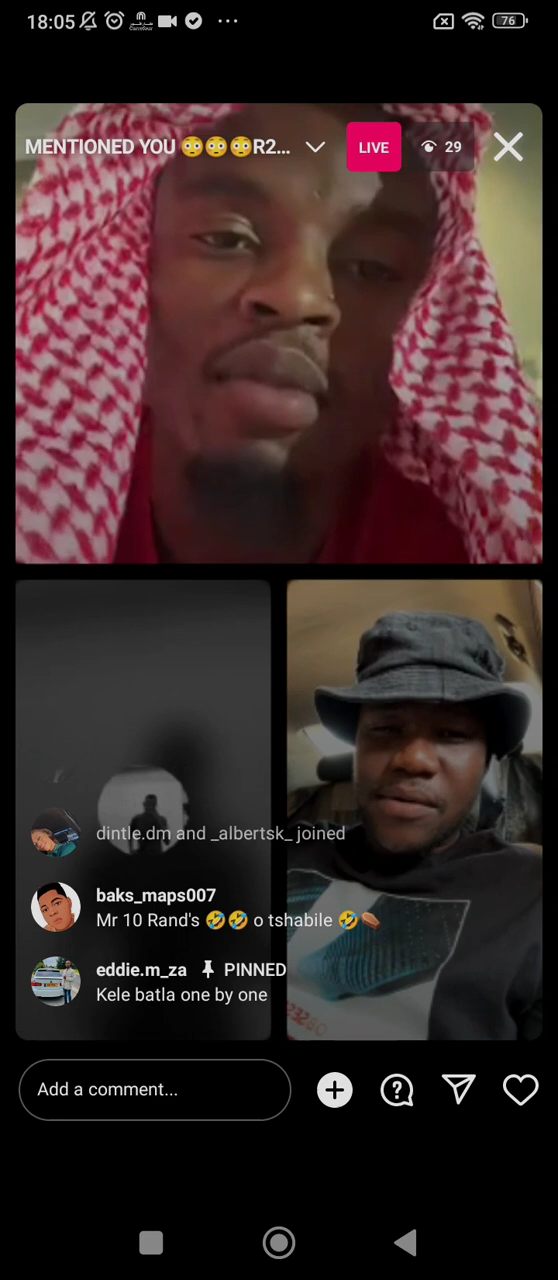 18:05
Carrefour
76
MENTIONED YOU 😳😳😳R2...
LIVE
29
dintle.dm and _albertsk_ joined
baks_maps007
Mr 10 Rand's 🤣🤣 o tshabile 🤣⚰️
eddie.m_za PINNED
Kele batla one by one
Add a comment...